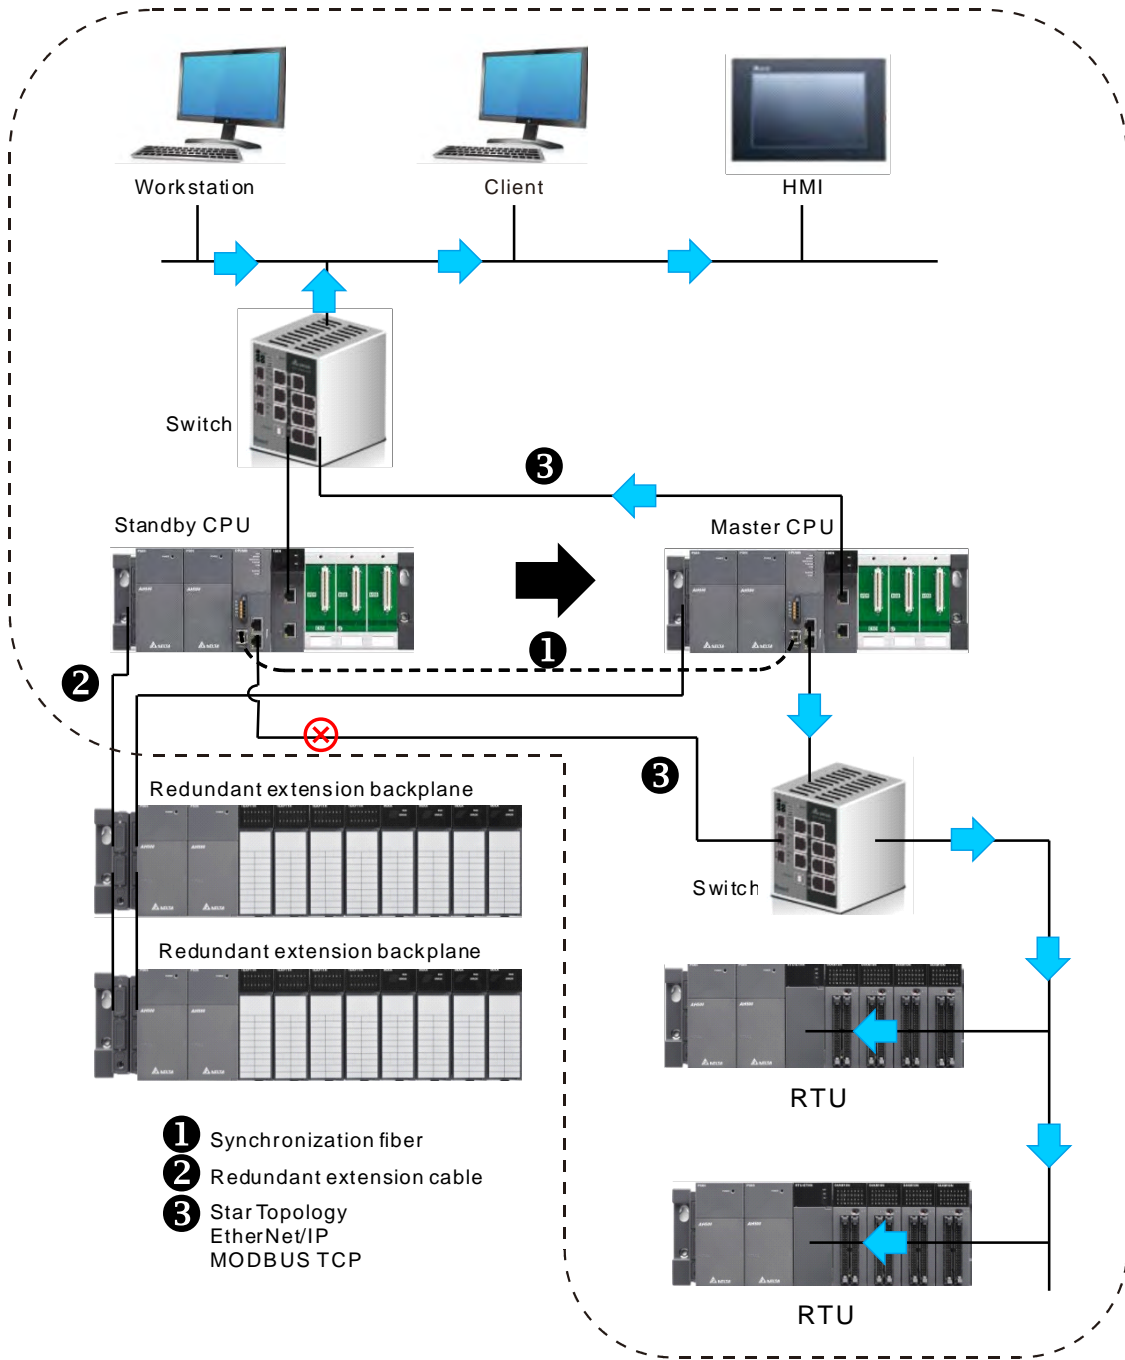 Workstation
Client
HMI
Switch
3
Standby CPU
Master CPU
1
2
3
Redundant extension backplane
Switch
Redundant extension backplane
RTU
1 Synchronization fiber
2 Redundant extension cable
3 Star Topology
EtherNet/IP
MODBUS TCP
RTU